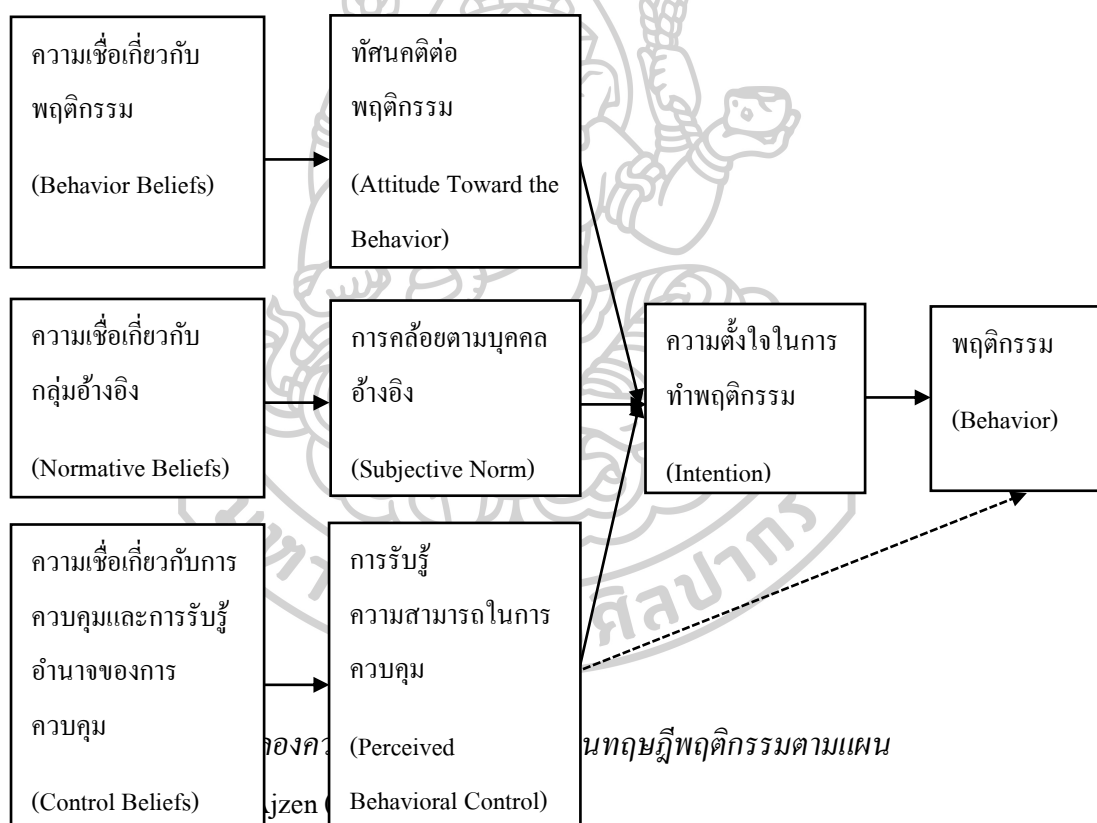 ความเชื่อเกี่ยวกับ
พฤติกรรม
(Behavior Beliefs)
ทัศนคติต่อ
พฤติกรรม
(Attitude Toward the
Behavior)
ความเชื่อเกี่ยวกับ
กลุ่มอ้างอิง
(Normative Beliefs)
การคล้อยตามบุคคล
อ้างอิง
(Subjective Norm)
ความตั้งใจในการ
ทำพฤติกรรม
(Intention)
พฤติกรรม
(Behavior)
ความเชื่อเกี่ยวกับการ
ควบคุมและการรับรู้
อำนาจของการ
ควบคุม
(Control Beliefs)
การรับรู้
ความสามารถในการ
ควบคุม
(Perceived
Behavioral Control)
ศิลปากร
นทฤษฎีพฤติกรรมตามแผน
jzen (